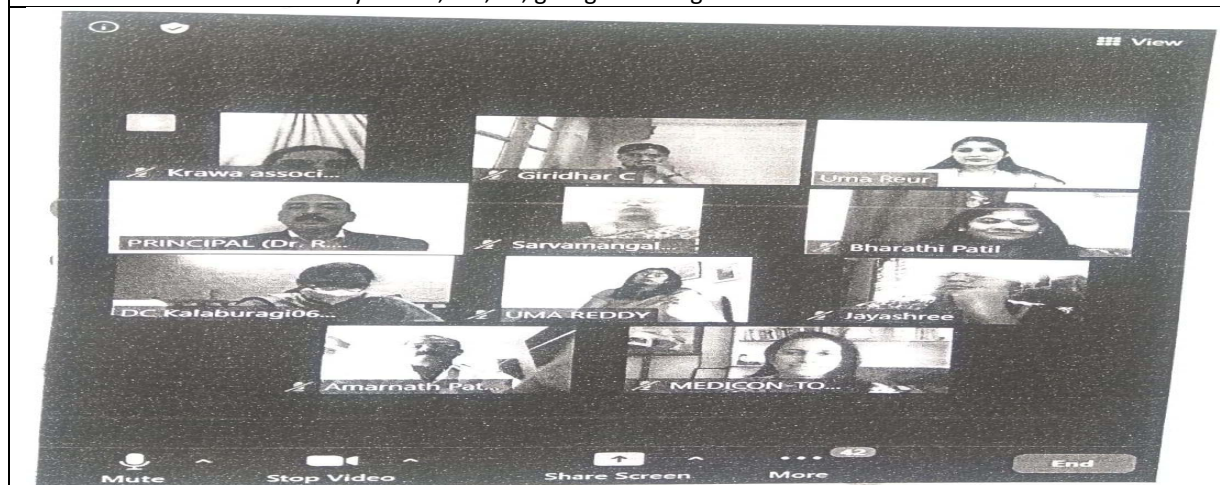 View
Krawa associ...
Giridhar C
Uma Reur
PRINCIPAL (Dr. R....
Sarvamangal...
Bharathi Patil
DC Kalaburagi06...
UMA REDDY
Jayashree
Amarnath Pat...
MEDICON-TO...
42
Mute
Stop Video
Share Screen
More
End